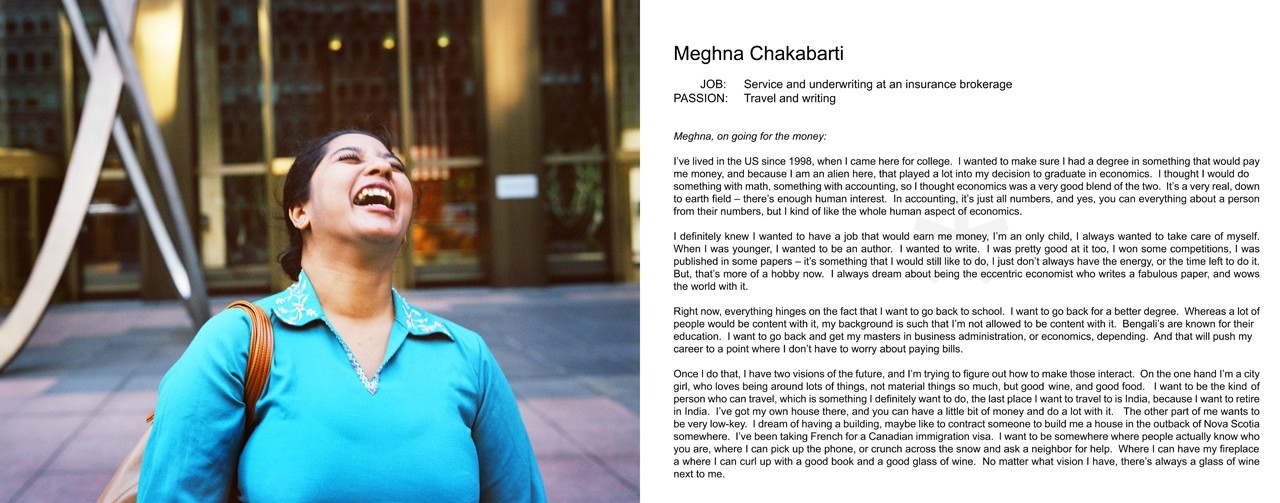 Meghna Chakabarti
JOB: Service and underwriting at an insurance brokerage
PASSION: Travel and writing
Meghna, on going for the money:
I've lived in the US since 1998, when I came here for college. I wanted to make sure I had a degree in something that would pay
me money, and because I am an alien here, that played a lot into my decision to graduate in economics. I thought I would do
something with math, something with accounting, so I thought economics was a very good blend of the two. It's a very real, down
to earth field – there's enough human interest. In accounting, it's just all numbers, and yes, you can everything about a person
from their numbers, but I kind of like the whole human aspect of economics.
I definitely knew I wanted to have a job that would earn me money, I'm an only child, I always wanted to take care of myself.
When I was younger, I wanted to be an author. I wanted to write. I was pretty good at it too, I won some competitions, I was
published in some papers – it's something that I would still like to do, I just don't always have the energy, or the time left to do it.
But, that's more of a hobby now. I always dream about being the eccentric economist who writes a fabulous paper, and wows
the world with it.
Right now, everything hinges on the fact that I want to go back to school. I want to go back for a better degree. Whereas a lot of
people would be content with it, my background is such that I'm not allowed to be content with it. Bengali's are known for their
education. I want to go back and get my masters in business administration, or economics, depending. And that will push my
career to a point where I don't have to worry about paying bills.
Once I do that, I have two visions of the future, and I'm trying to figure out how to make those interact. On the one hand I'm a city
girl, who loves being around lots of things, not material things so much, but good wine, and good food. I want to be the kind of
person who can travel, which is something I definitely want to do, the last place I want to travel to is India, because I want to retire
in India. I've got my own house there, and you can have a little bit of money and do a lot with it. The other part of me wants to
be very low-key. I dream of having a building, maybe like to contract someone to build me a house in the outback of Nova Scotia
somewhere. I've been taking French for a Canadian immigration visa. I want to be somewhere where people actually know who
you are, where I can pick up the phone, or crunch across the snow and ask a neighbor for help. Where I can have my fireplace
a where I can curl up with a good book and a good glass of wine. No matter what vision I have, there's always a glass of wine
next to me.